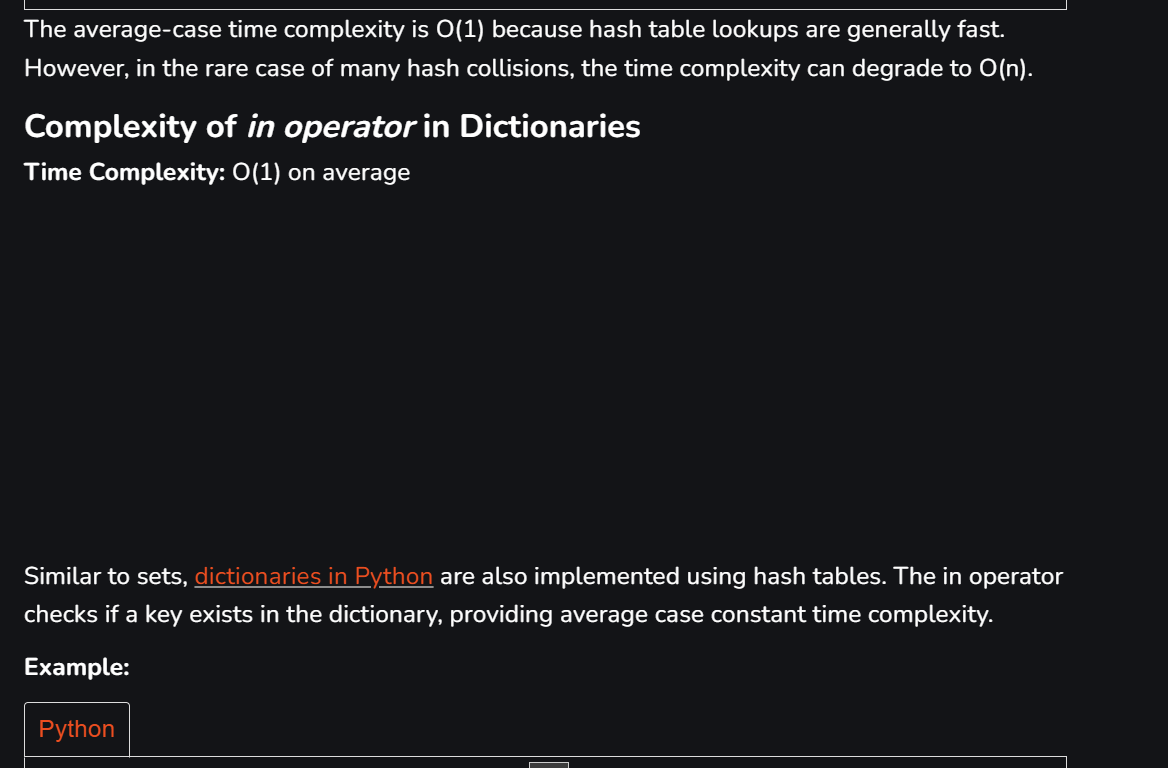 The average-case time complexity is O(1) because hash table lookups are generally fast.
However, in the rare case of many hash collisions, the time complexity can degrade to O(n).
Complexity of in operator in Dictionaries
Time Complexity: O(1) on average
Similar to sets, dictionaries in Python are also implemented using hash tables. The in operator
checks if a key exists in the dictionary, providing average case constant time complexity.
Example:
Python